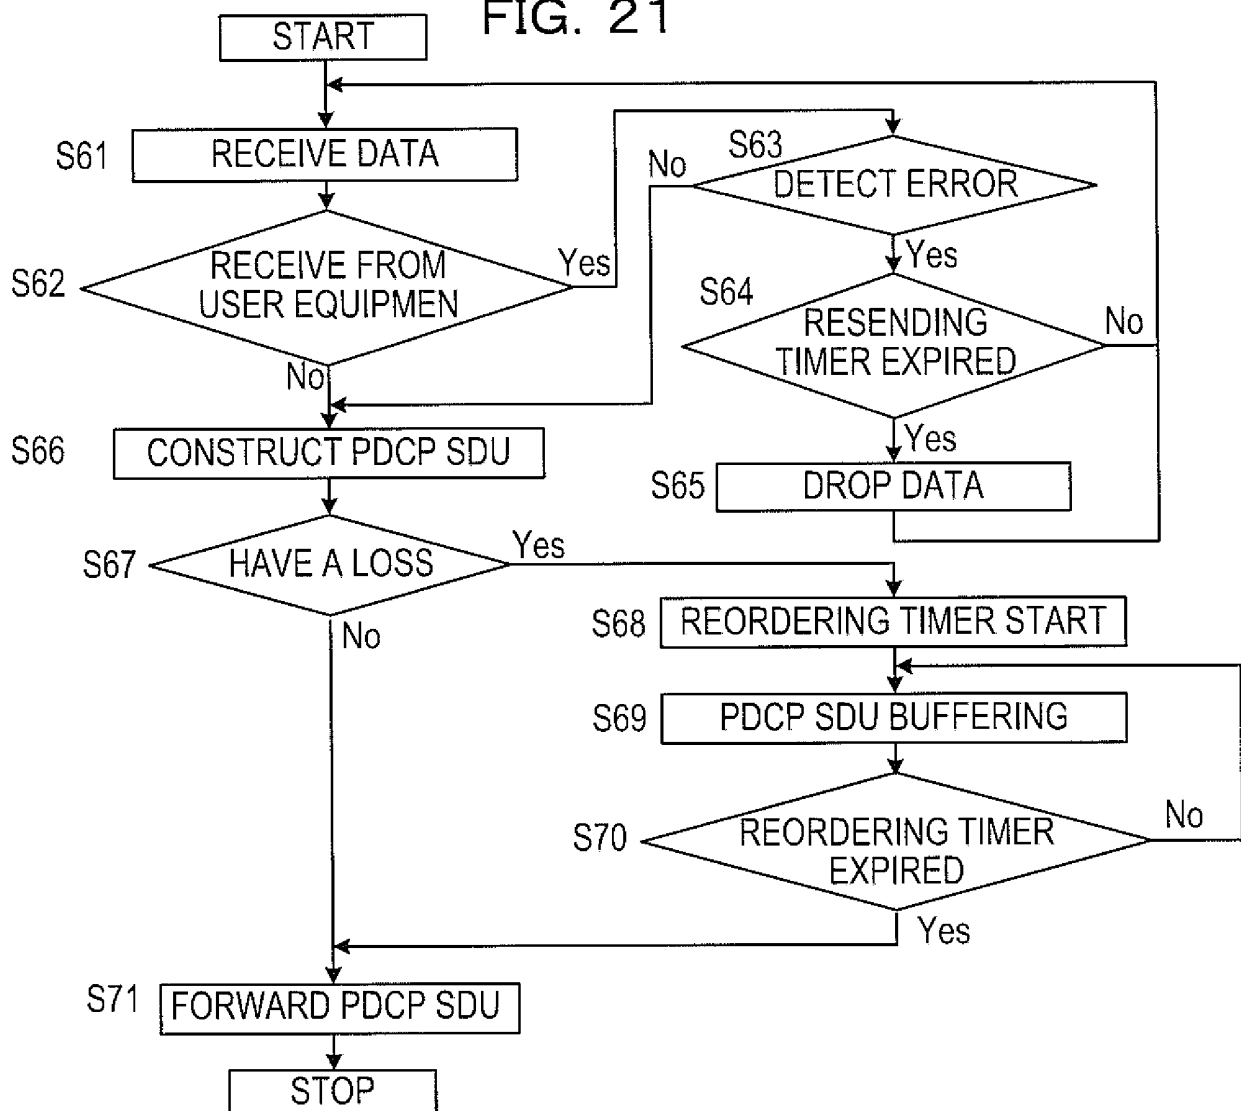 FIG. 21
START
S61
RECEIVE DATA
S62
RECEIVE FROM
USER EQUIPMEN
Yes
No
S63
DETECT ERROR
No
Yes
S64
RESENDING
TIMER EXPIRED
No
Yes
S65
DROP DATA
S66
CONSTRUCT PDCP SDU
S67
HAVE A LOSS
Yes
No
S68
REORDERING TIMER START
S69
PDCP SDU BUFFERING
S70
REORDERING TIMER
EXPIRED
No
Yes
S71
FORWARD PDCP SDU
STOP